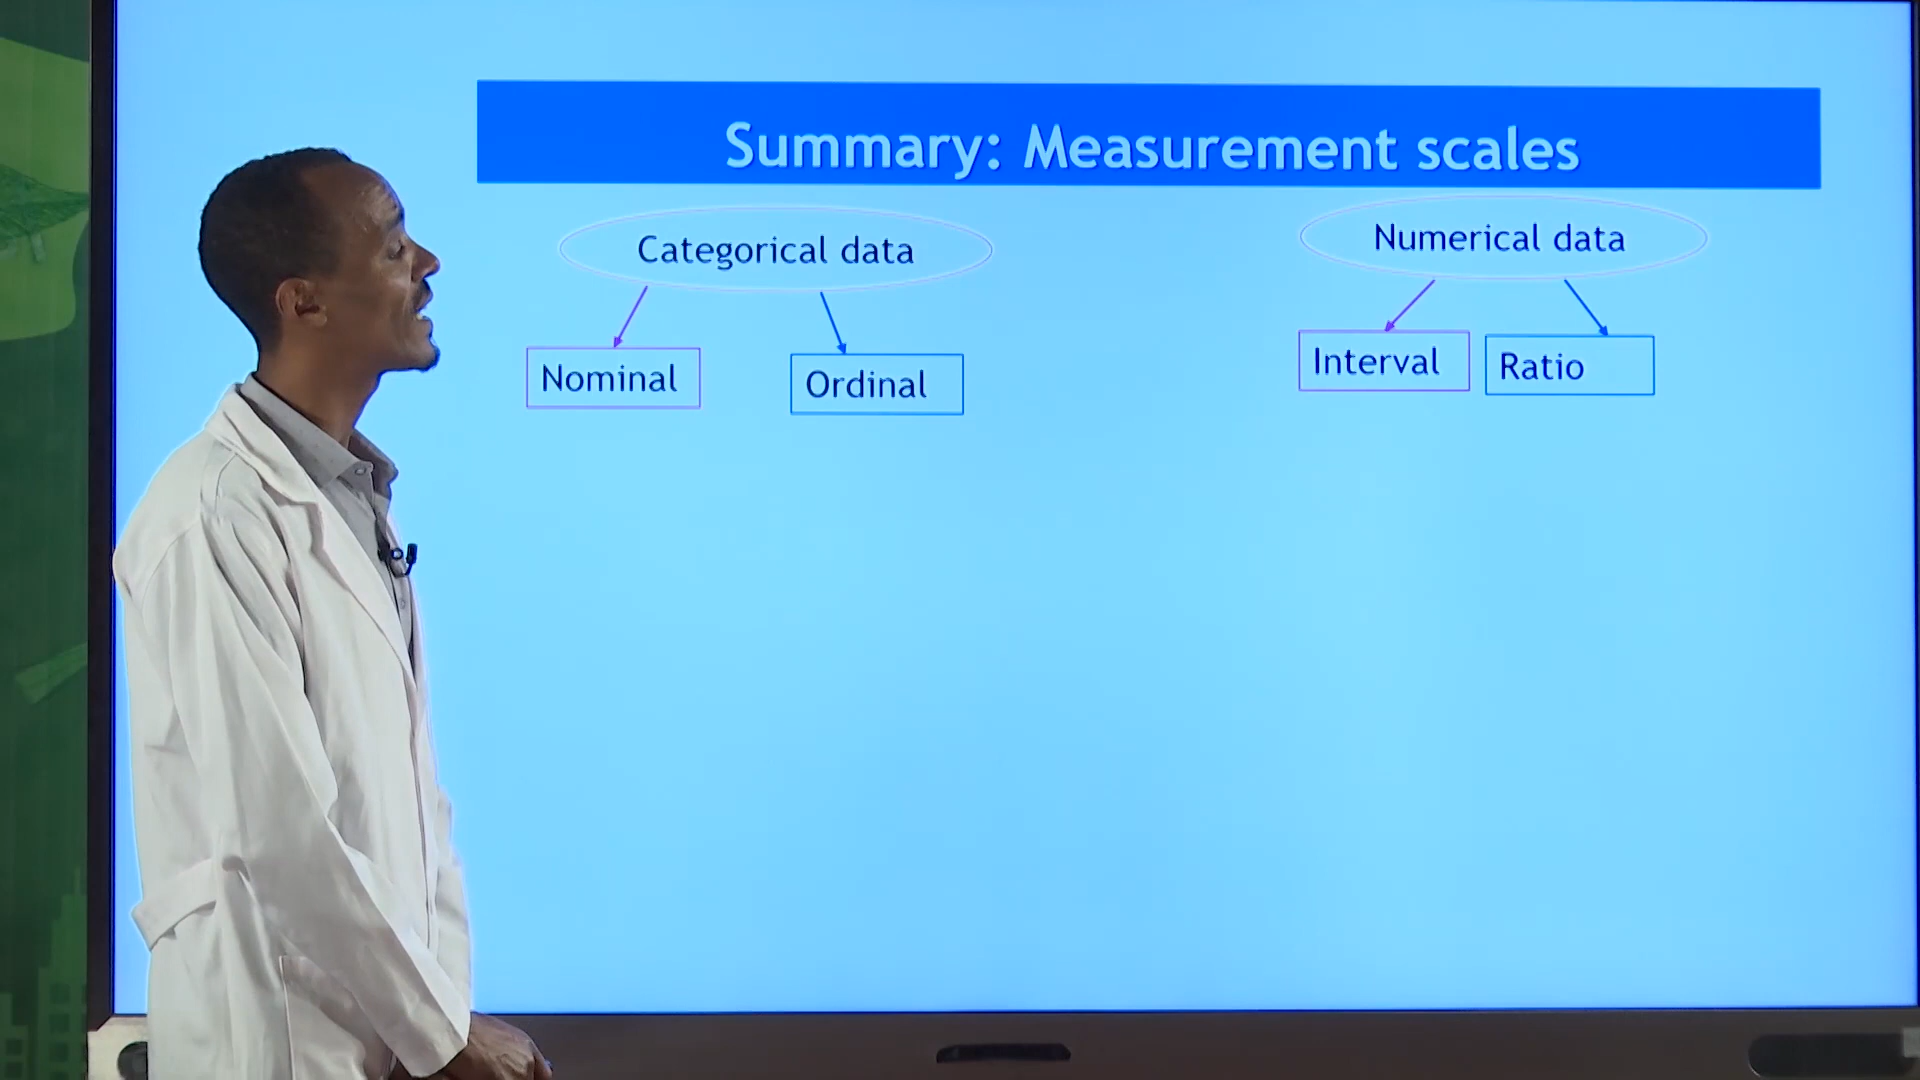 Summary: Measurement scales
Categorical data
Numerical data
Nominal
Ordinal
Interval
Ratio